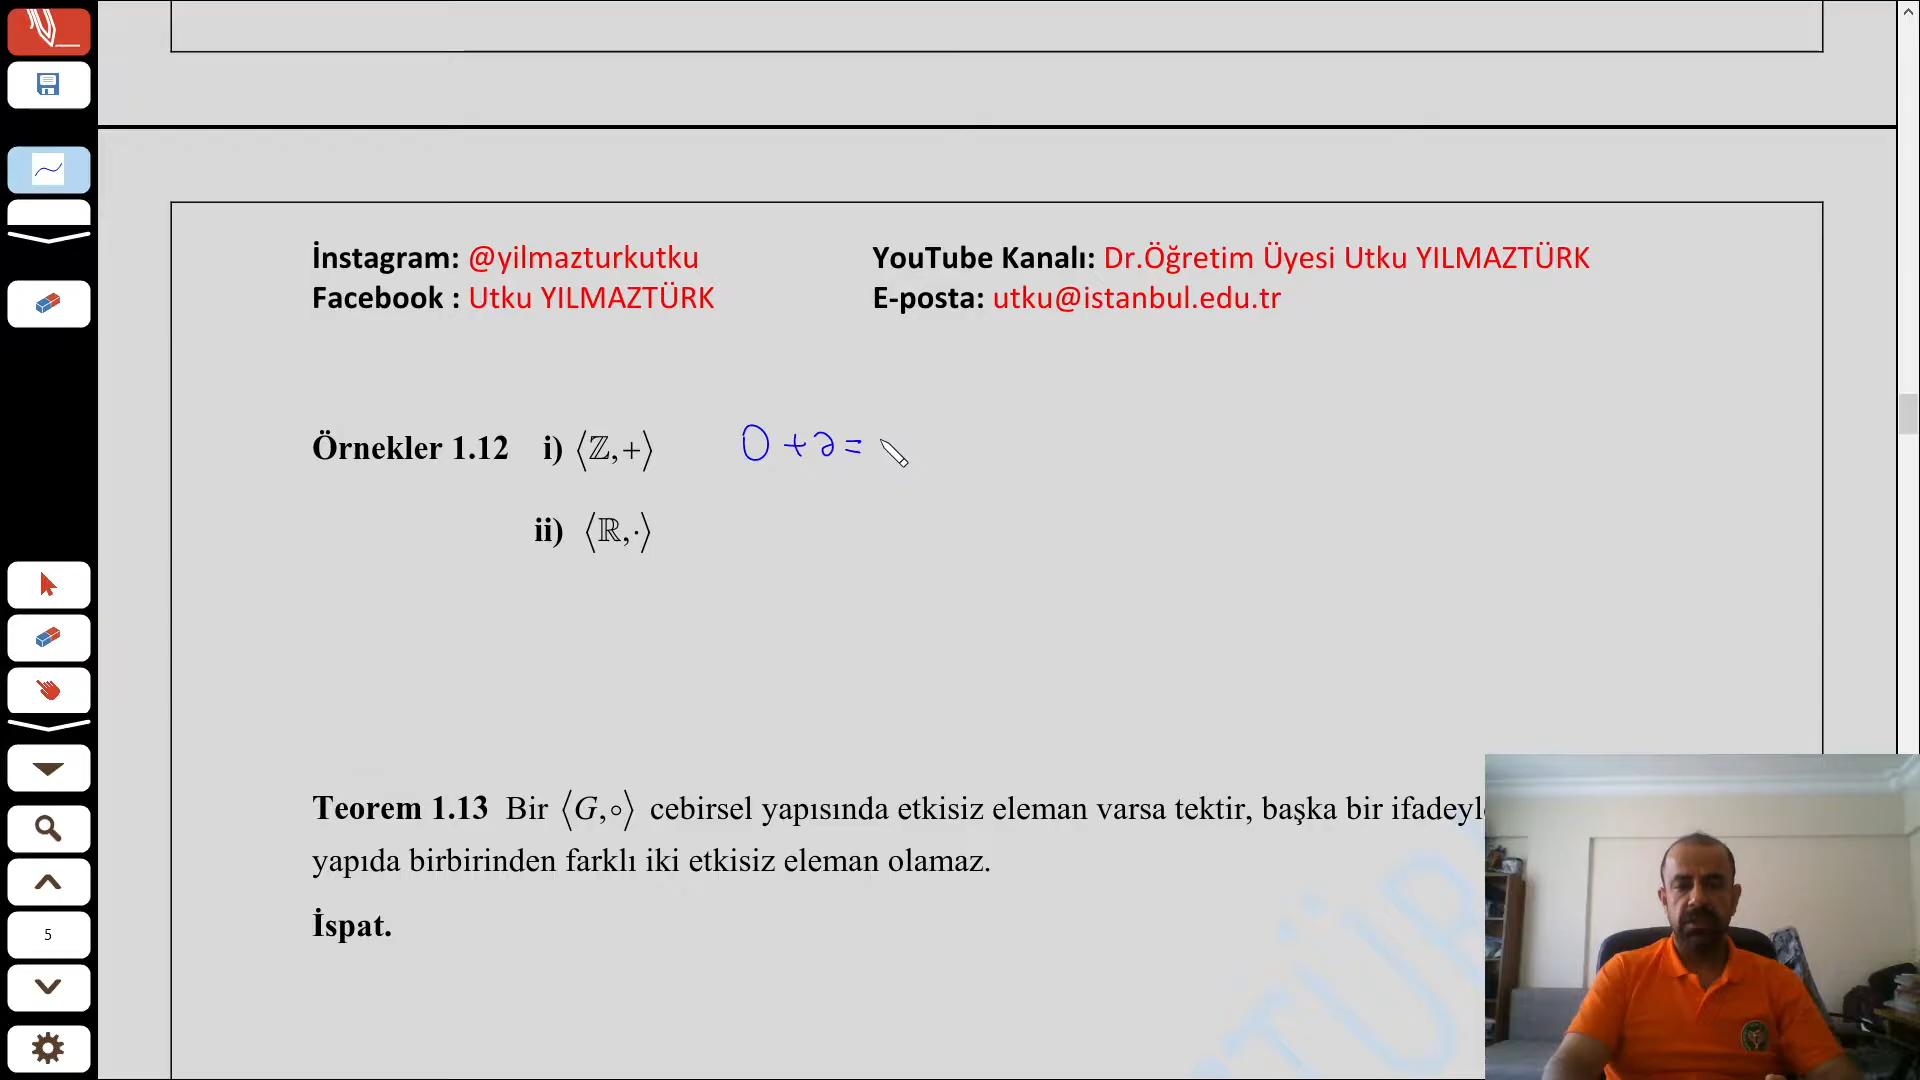 İnstagram: @yilmazturkutku YouTube Kanalı: Dr.Öğretim Üyesi Utku YILMAZTÜRK
Facebook : Utku YILMAZTÜRK E-posta: utku@istanbul.edu.tr
Örnekler 1.12 i) ⟨ℤ,+⟩ 0 + a =
ii) ⟨ℝ,·⟩
Teorem 1.13 Bir ⟨G,∘⟩ cebirsel yapısında etkisiz eleman varsa tektir, başka bir
yapıda birbirinden farklı iki etkisiz eleman olamaz.
İspat.
5